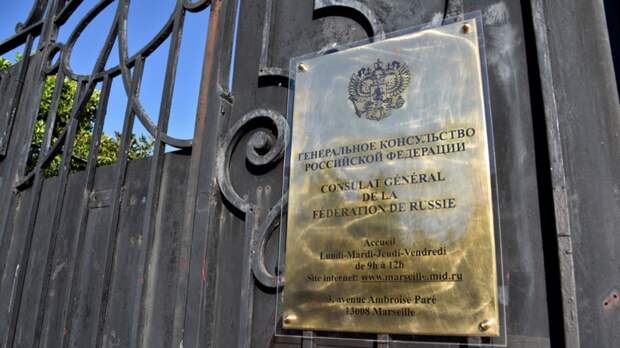 ГЕНЕРАЛЬНОЕ КОНСУЛЬСТВО
РОССИЙСКОЙ ФЕДЕРАЦИИ
CONSULAT GÉNÉRAL
DE LA
FÉDÉRATION DE RUSSIE
Accueil
Lundi-Mardi-Jeudi-Vendredi
de 9h à 12h
Site internet: www.marseille.mid.ru
3, avenue Ambroise Paré
13008 Marseille